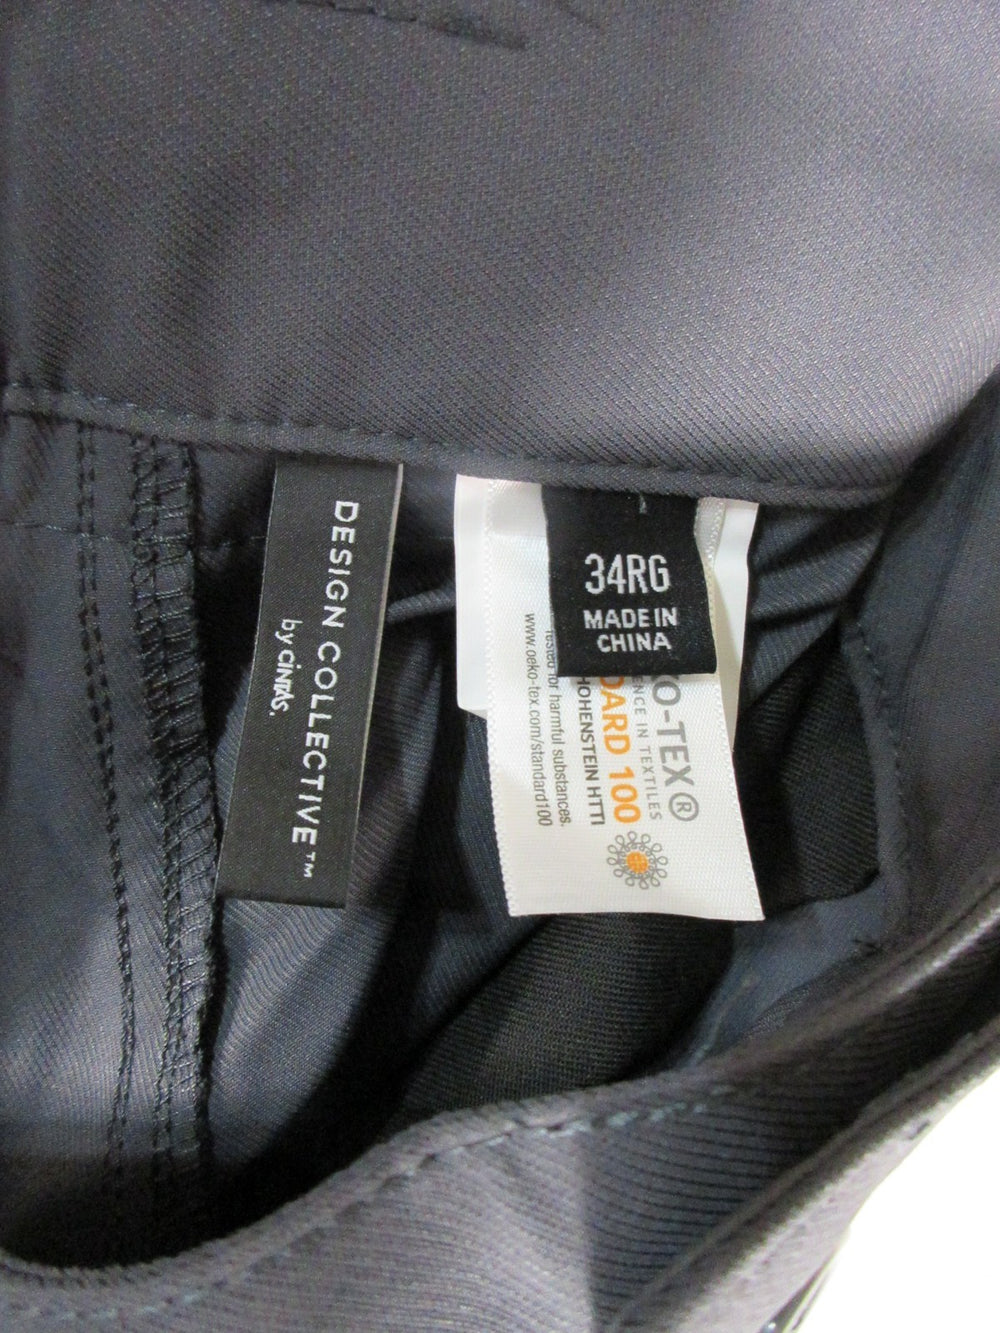 DESIGN COLLECTIVE™
by CINTAS.
34RG
MADE IN
CHINA
KO-TEX®
ENCE IN TEXTILES
DARD 100
HOHENSTEIN HTTI
Tested for harmful substances.
www.oeko-tex.com/standard100